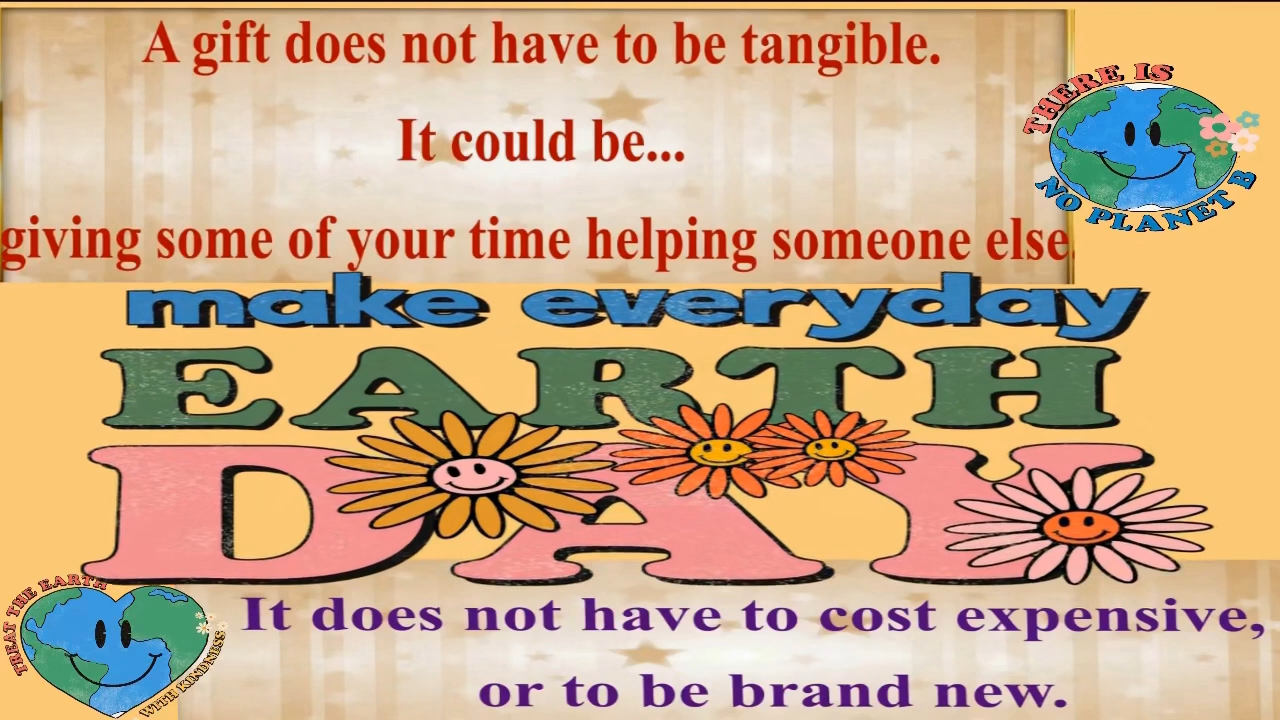 A gift does not have to be tangible.
It could be...
giving some of your time helping someone else.
THERE IS
NO PLANET B
make everyday
EARTH
DAY
TREAT THE EARTH
WITH KINDNESS
It does not have to cost expensive,
or to be brand new.